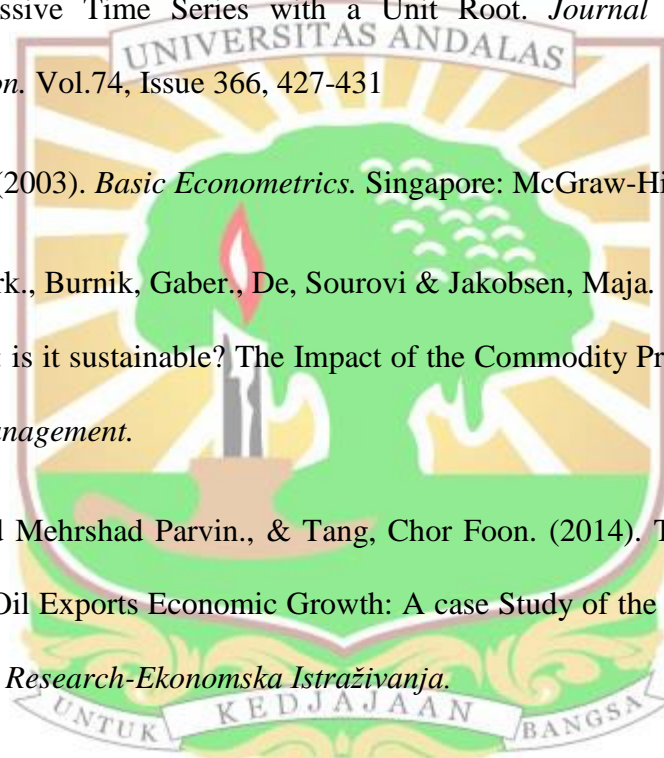 ssive Time Series with a Unit Root. Journal
UNIVERSITAS ANDALAS
on. Vol.74, Issue 366, 427-431
(2003). Basic Econometrics. Singapore: McGraw-Hi
rk., Burnik, Gaber., De, Sourovi & Jakobsen, Maja.
: is it sustainable? The Impact of the Commodity Pr
nagement.
d Mehrshad Parvin., & Tang, Chor Foon. (2014). T
Oil Exports Economic Growth: A case Study of the
Research-Ekonomska Istraživanja.
UNTUK KEDJAJAAN BANGSA